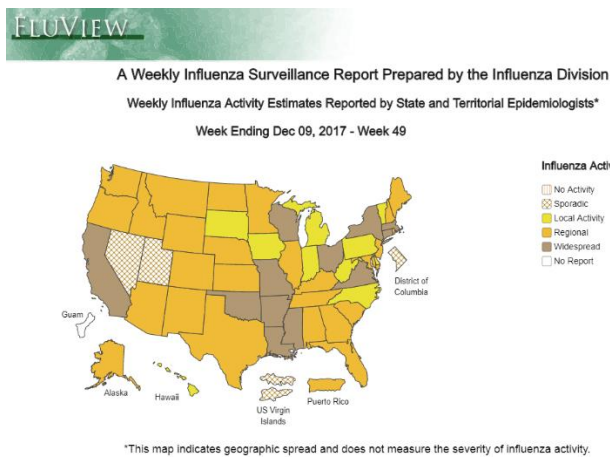 FLUVIEW
A Weekly Influenza Surveillance Report Prepared by the Influenza Division
Weekly Influenza Activity Estimates Reported by State and Territorial Epidemiologists*
Week Ending Dec 09, 2017 - Week 49
Influenza Activ
No Activity
Sporadic
Local Activity
Regional
Widespread
No Report
District of
Columbia
Guam
Alaska
Hawaii
US Virgin
Islands
Puerto Rico
*This map indicates geographic spread and does not measure the severity of influenza activity.